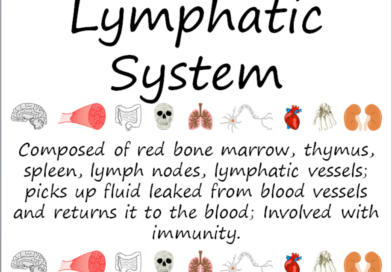 Lymphatic
System
Composed of red bone marrow, thymus,
spleen, lymph nodes, lymphatic vessels;
picks up fluid leaked from blood vessels
and returns it to the blood; Involved with
immunity.